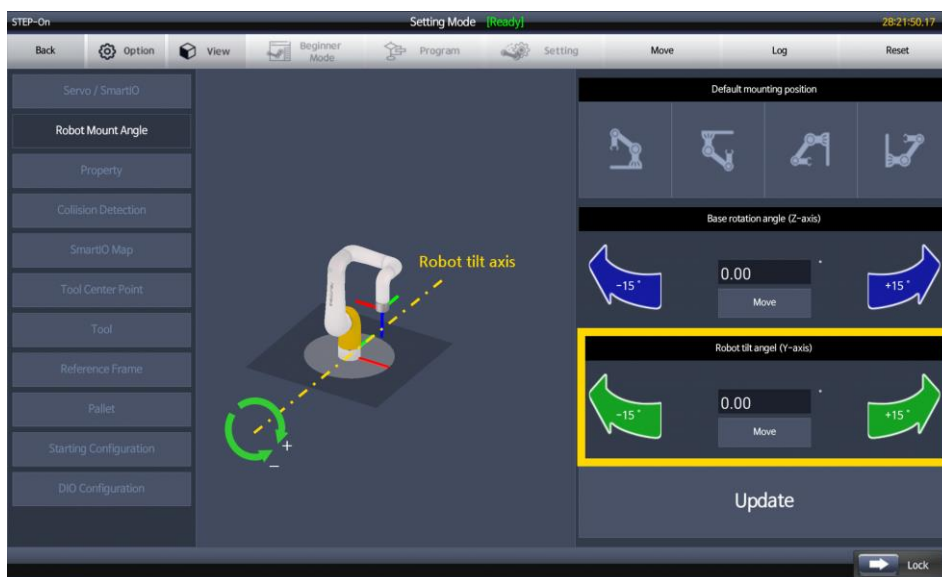 STEP-On
Setting Mode [Ready]
28:21:50.17
Back
Option
View
Beginner
Mode
Program
Setting
Move
Log
Reset
Servo / SmartIO
Robot Mount Angle
Property
Collision Detection
SmartIO Map
Tool Center Point
Tool
Reference Frame
Pallet
Starting Configuration
DIO Configuration
Robot tilt axis
+
−
Default mounting position
Base rotation angle (Z-axis)
-15 °
0.00 °
Move
+15 °
Robot tilt angel (Y-axis)
-15 °
0.00 °
Move
+15 °
Update
Lock